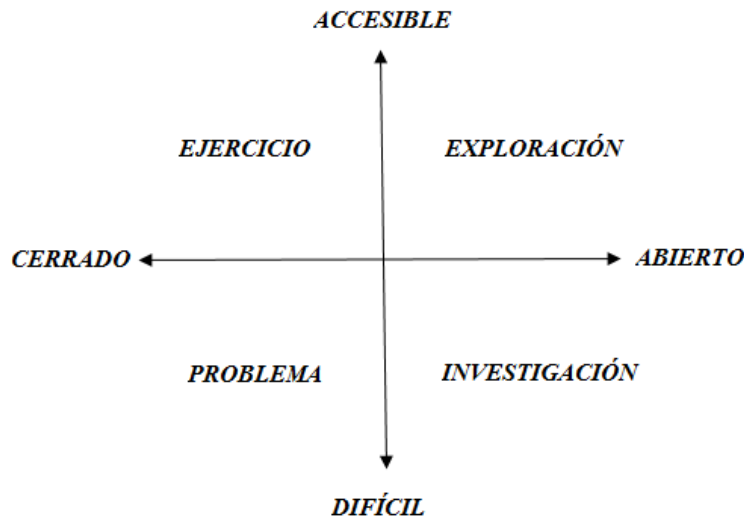 ACCESIBLE
EJERCICIO
EXPLORACIÓN
CERRADO
ABIERTO
PROBLEMA
INVESTIGACIÓN
DIFÍCIL